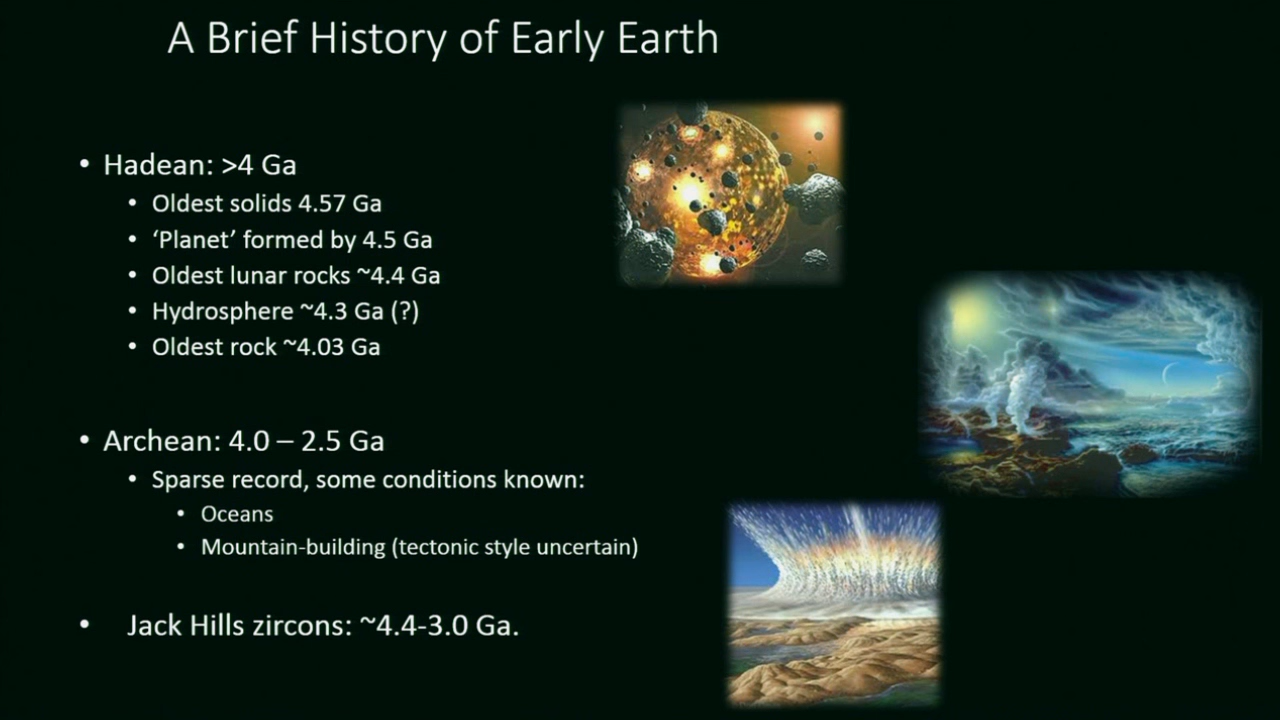 A Brief History of Early Earth
• Hadean: >4 Ga
• Oldest solids 4.57 Ga
• ‘Planet’ formed by 4.5 Ga
• Oldest lunar rocks ~4.4 Ga
• Hydrosphere ~4.3 Ga (?)
• Oldest rock ~4.03 Ga
• Archean: 4.0 – 2.5 Ga
• Sparse record, some conditions known:
• Oceans
• Mountain-building (tectonic style uncertain)
• Jack Hills zircons: ~4.4-3.0 Ga.